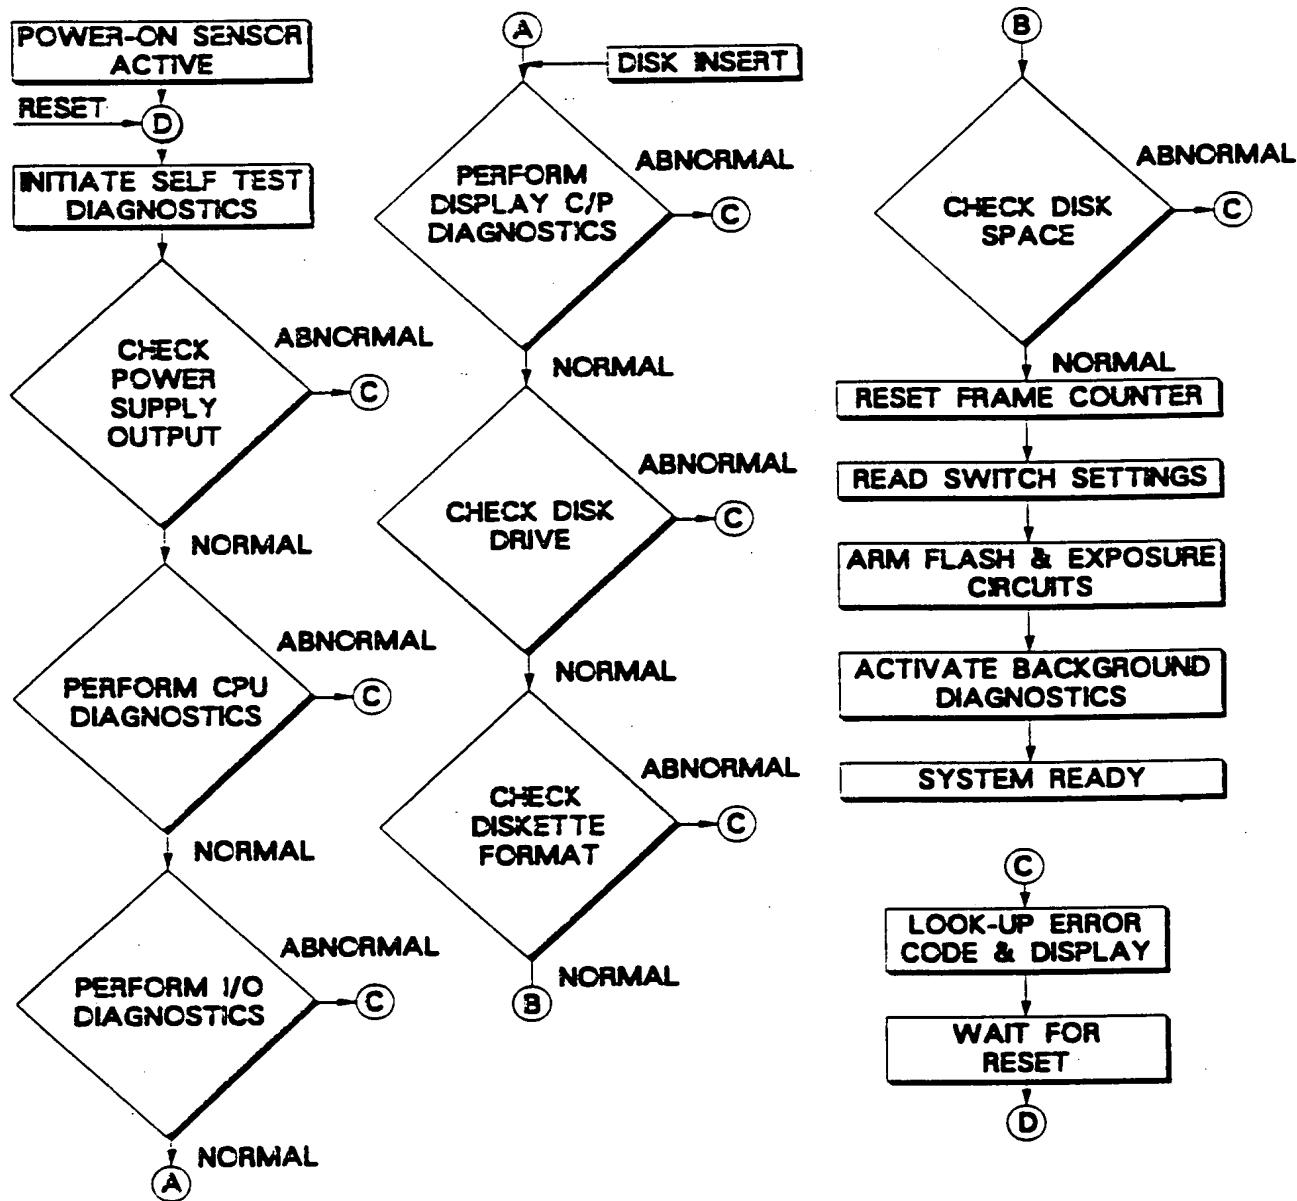 POWER-ON SENSOR
ACTIVE
RESET
D
INITIATE SELF TEST
DIAGNOSTICS
CHECK
POWER
SUPPLY
OUTPUT
ABNORMAL
C
NORMAL
PERFORM CPU
DIAGNOSTICS
ABNORMAL
C
NORMAL
PERFORM I/O
DIAGNOSTICS
ABNORMAL
C
NORMAL
A
A
DISK INSERT
PERFORM
DISPLAY C/P
DIAGNOSTICS
ABNORMAL
C
NORMAL
CHECK DISK
DRIVE
ABNORMAL
C
NORMAL
CHECK
DISKETTE
FORMAT
ABNORMAL
C
NORMAL
B
B
CHECK DISK
SPACE
ABNORMAL
C
NORMAL
RESET FRAME COUNTER
READ SWITCH SETTINGS
ARM FLASH & EXPOSURE
CIRCUITS
ACTIVATE BACKGROUND
DIAGNOSTICS
SYSTEM READY
C
LOOK-UP ERROR
CODE & DISPLAY
WAIT FOR
RESET
D